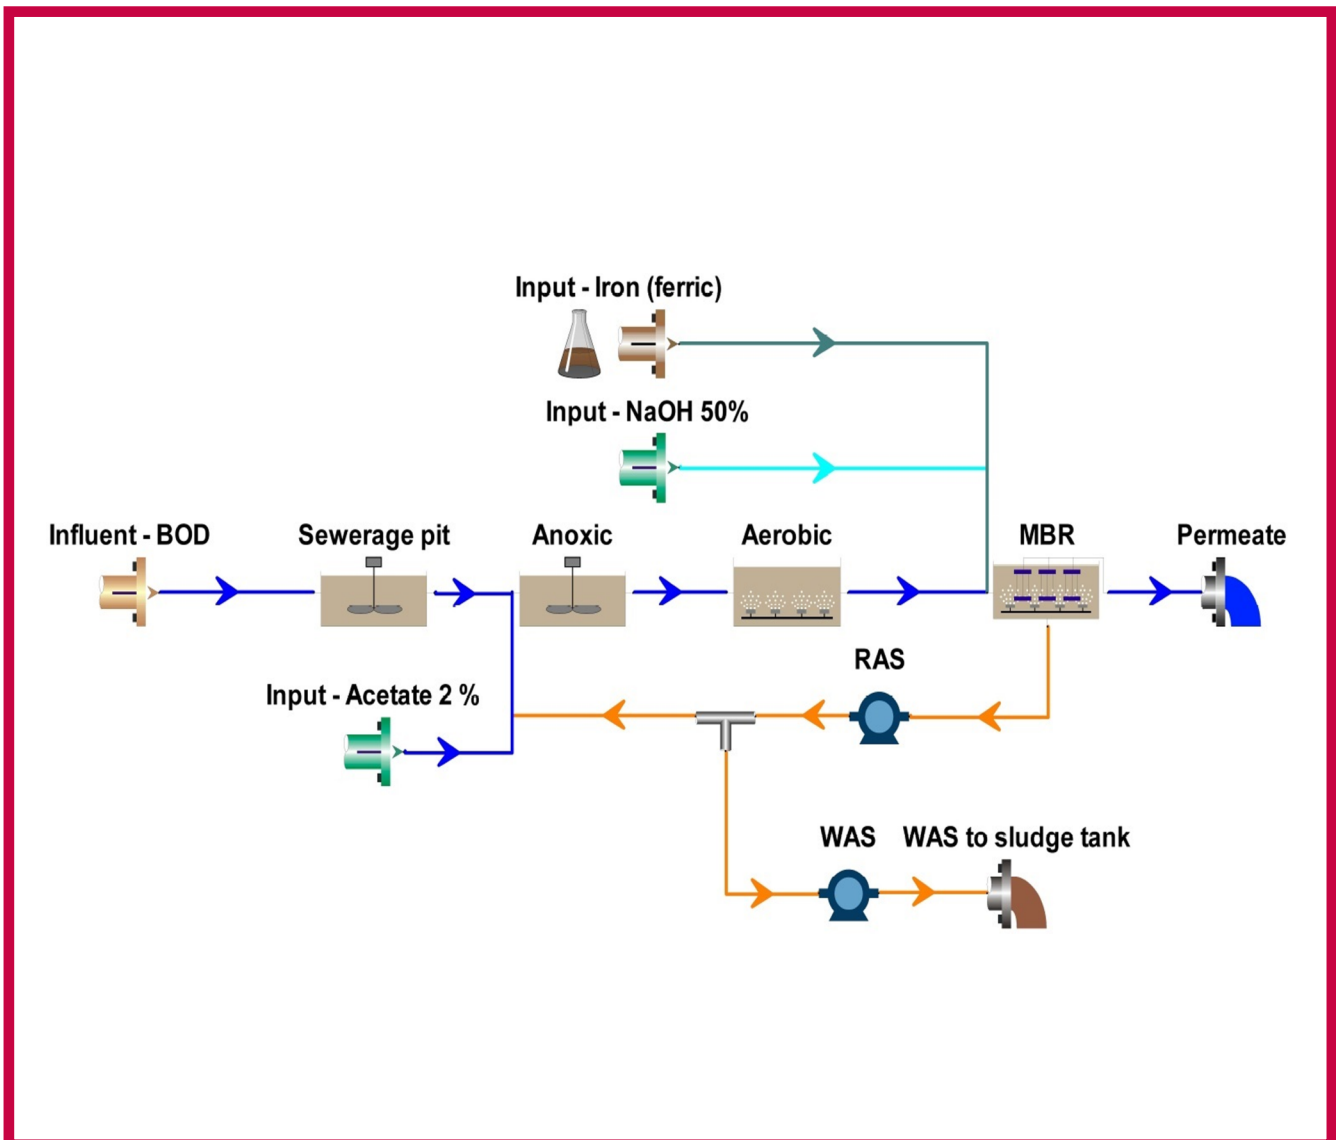 Input - Iron (ferric)
Input - NaOH 50%
Influent - BOD
Sewerage pit
Anoxic
Aerobic
MBR
Permeate
RAS
Input - Acetate 2 %
WAS
WAS to sludge tank